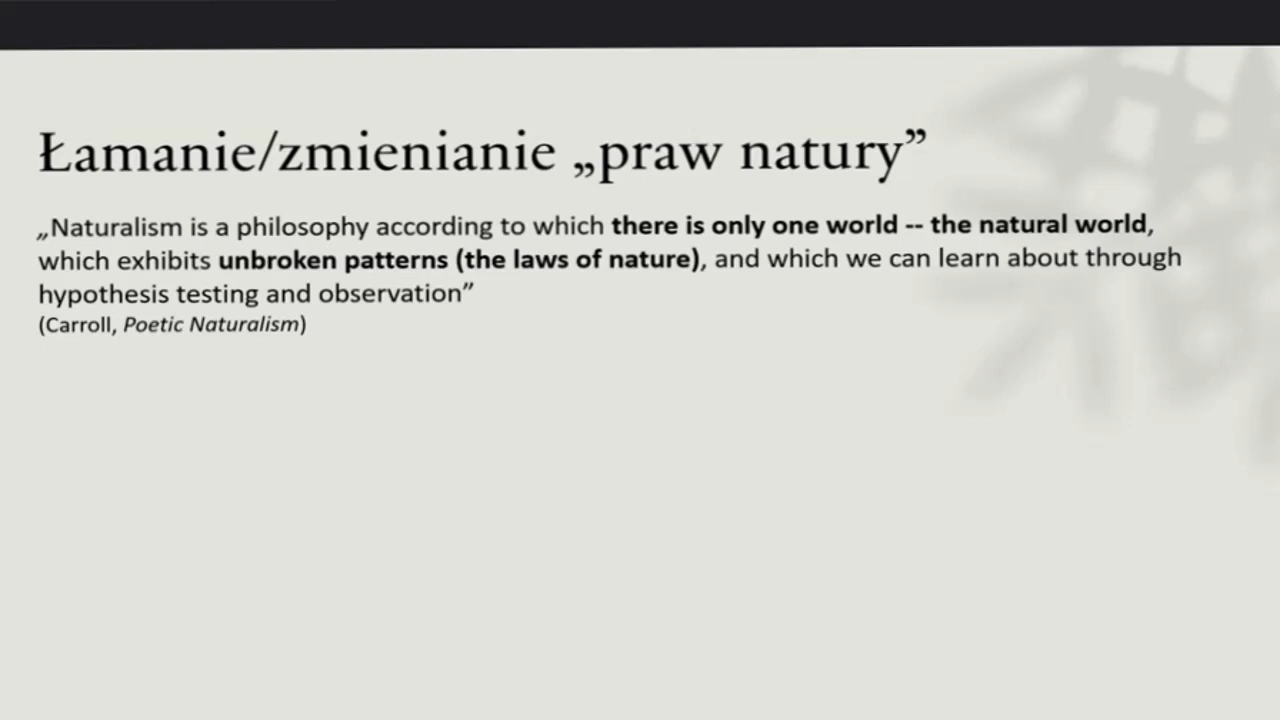 Łamanie/zmienianie „praw natury”
„Naturalism is a philosophy according to which there is only one world -- the natural world,
which exhibits unbroken patterns (the laws of nature), and which we can learn about through
hypothesis testing and observation”
(Carroll, Poetic Naturalism)